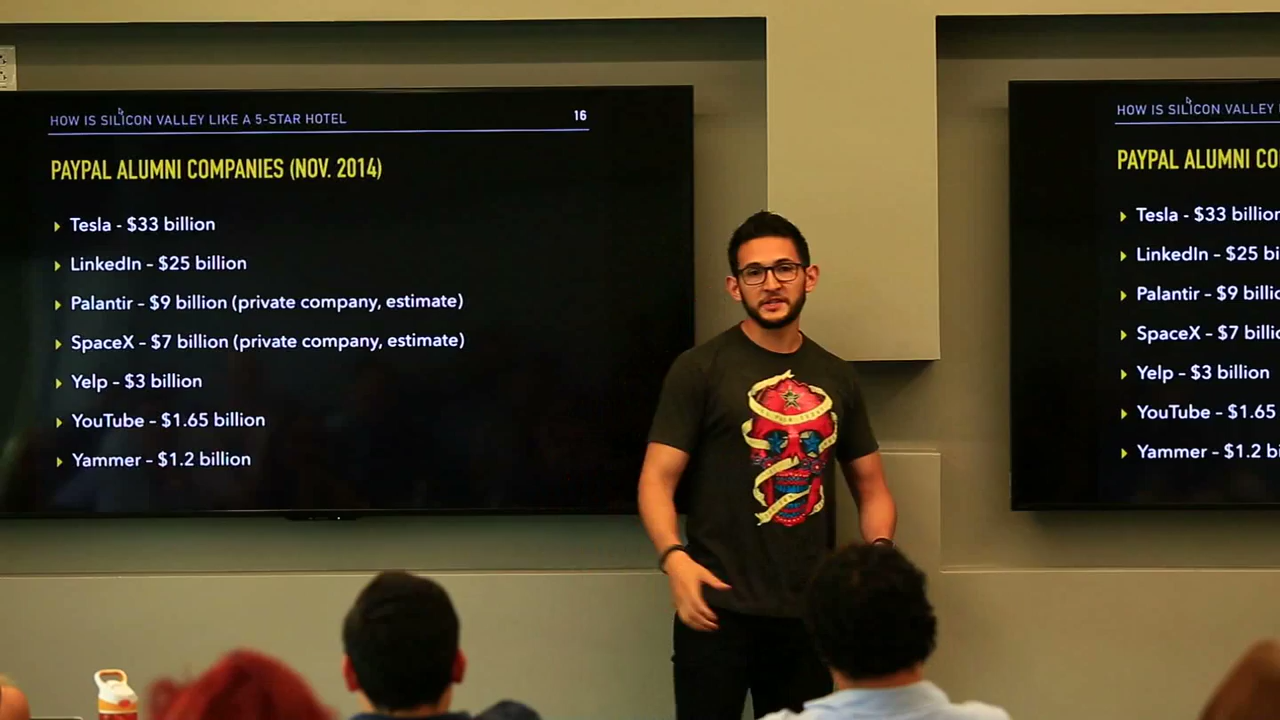 HOW IS SILICON VALLEY LIKE A 5-STAR HOTEL
16
PAYPAL ALUMNI COMPANIES (NOV. 2014)
Tesla - $33 billion
LinkedIn - $25 billion
Palantir - $9 billion (private company, estimate)
SpaceX - $7 billion (private company, estimate)
Yelp - $3 billion
YouTube - $1.65 billion
Yammer - $1.2 billion
HOW IS SILICON VALLEY
PAYPAL ALUMNI CO
Tesla - $33 billion
LinkedIn - $25 bi
Palantir - $9 billio
SpaceX - $7 billio
Yelp - $3 billion
YouTube - $1.65
Yammer - $1.2 bi